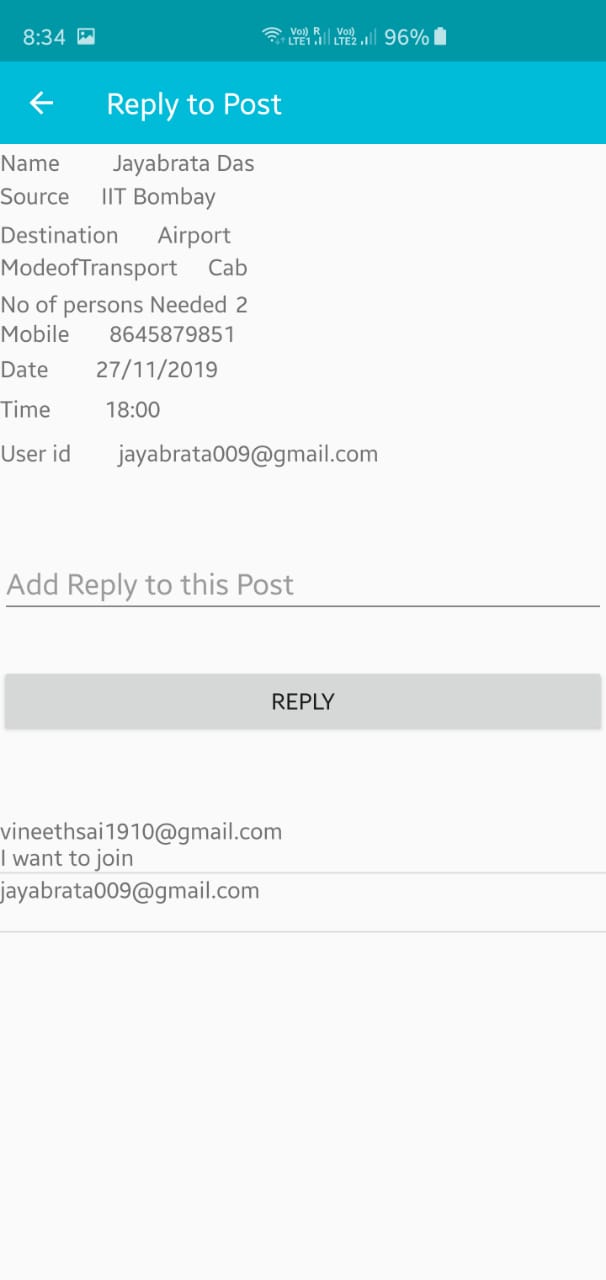 8:34 Vo)) R LTE1 Vo)) LTE2 96%
Reply to Post
Name Jayabrata Das
Source IIT Bombay
Destination Airport
ModeofTransport Cab
No of persons Needed 2
Mobile 8645879851
Date 27/11/2019
Time 18:00
User id jayabrata009@gmail.com
Add Reply to this Post
REPLY
vineethsai1910@gmail.com
I want to join
jayabrata009@gmail.com